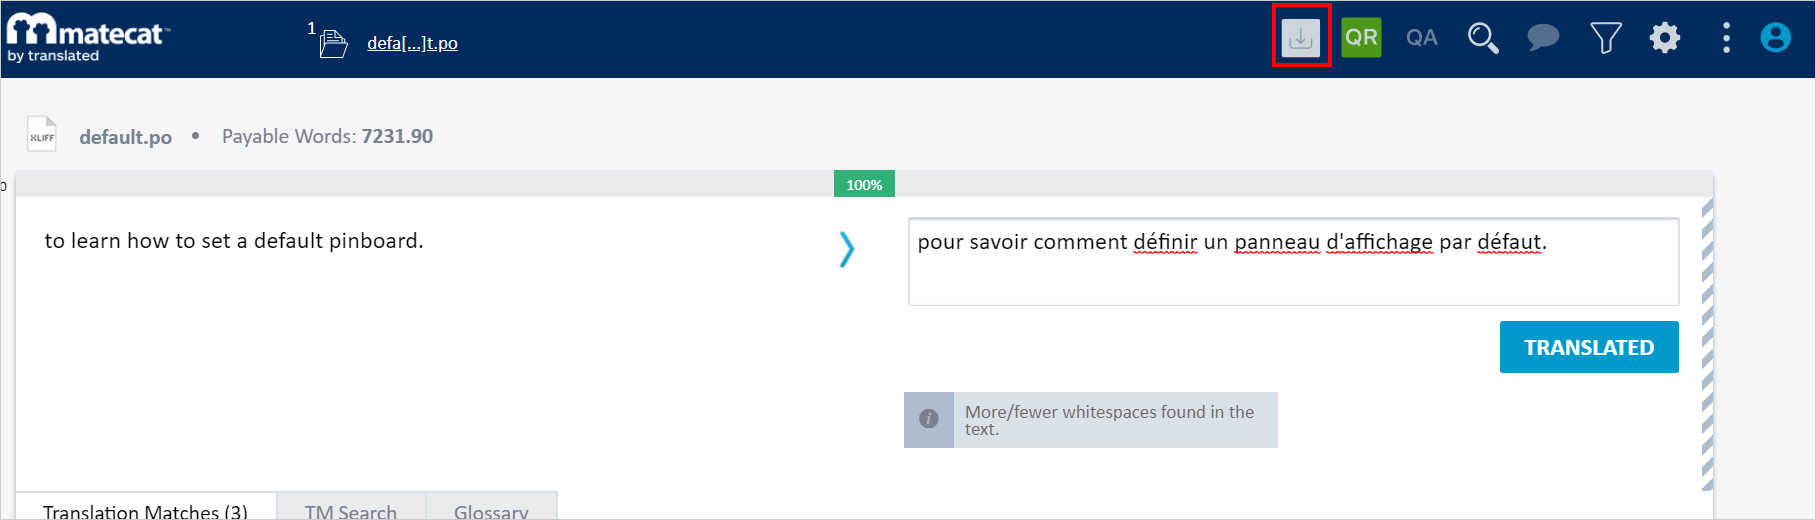 matecat™
by translated
1
defa[...]t.po
QR
QA
XLIFF
default.po • Payable Words: 7231.90
100%
to learn how to set a default pinboard.
pour savoir comment définir un panneau d'affichage par défaut.
TRANSLATED
i
More/fewer whitespaces found in the
text.
Translation Matches (3)
TM Search
Glossary